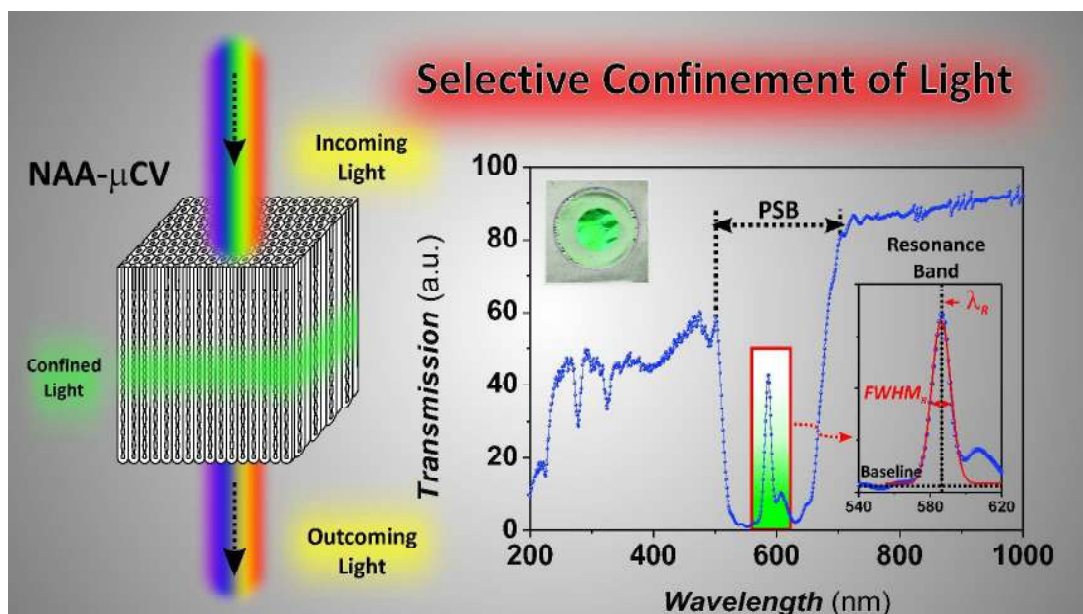 Selective Confinement of Light
NAA-μCV
Incoming
Light
Confined
Light
Outcoming
Light
Transmission (a.u.)
100
80
60
40
20
0
200
400
600
800
1000
Wavelength (nm)
PSB
Resonance
Band
λR
FWHMR
Baseline
540
580
620